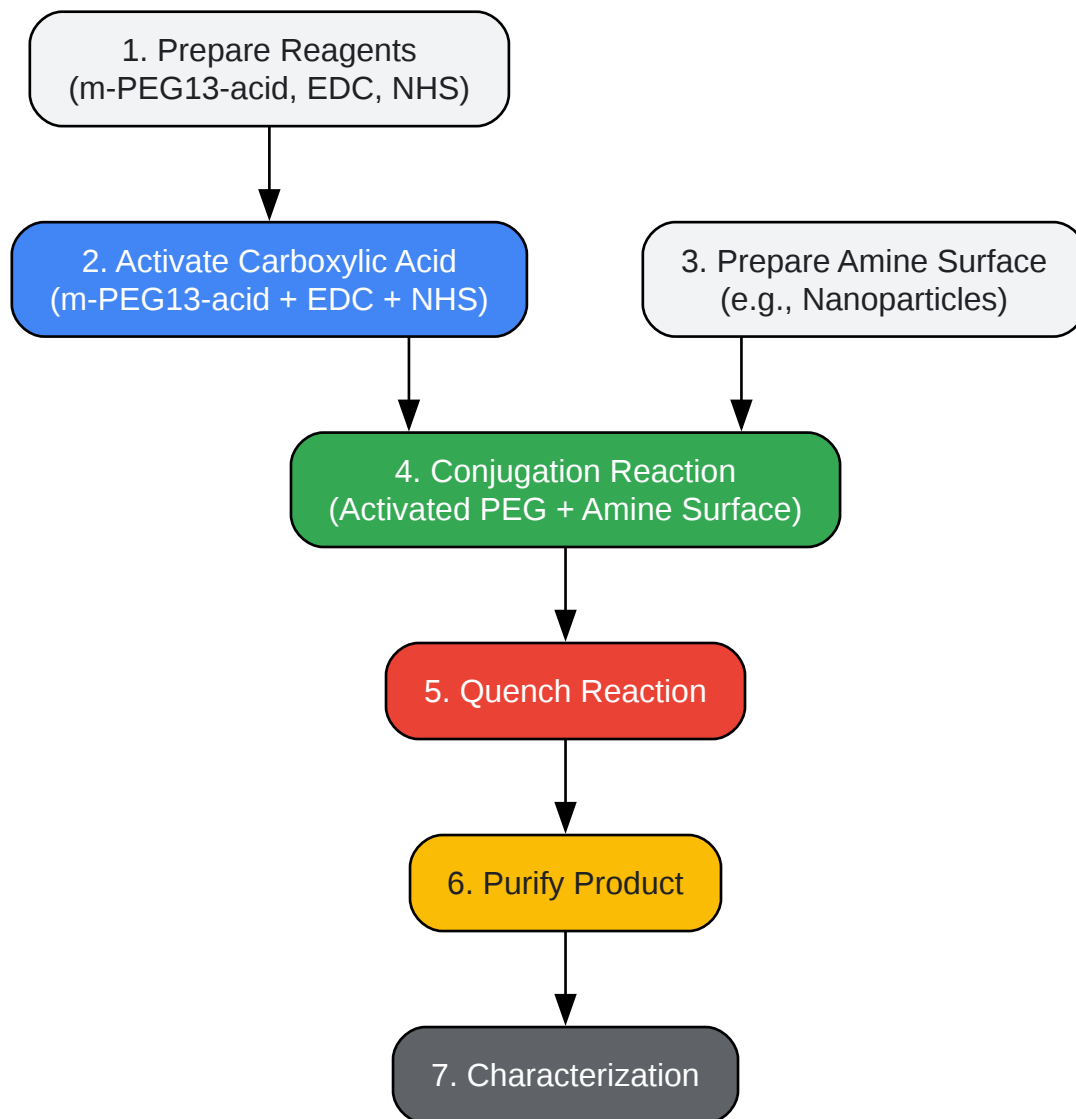 1. Prepare Reagents
(m-PEG13-acid, EDC, NHS)
2. Activate Carboxylic Acid
(m-PEG13-acid + EDC + NHS)
3. Prepare Amine Surface
(e.g., Nanoparticles)
4. Conjugation Reaction
(Activated PEG + Amine Surface)
5. Quench Reaction
6. Purify Product
7. Characterization